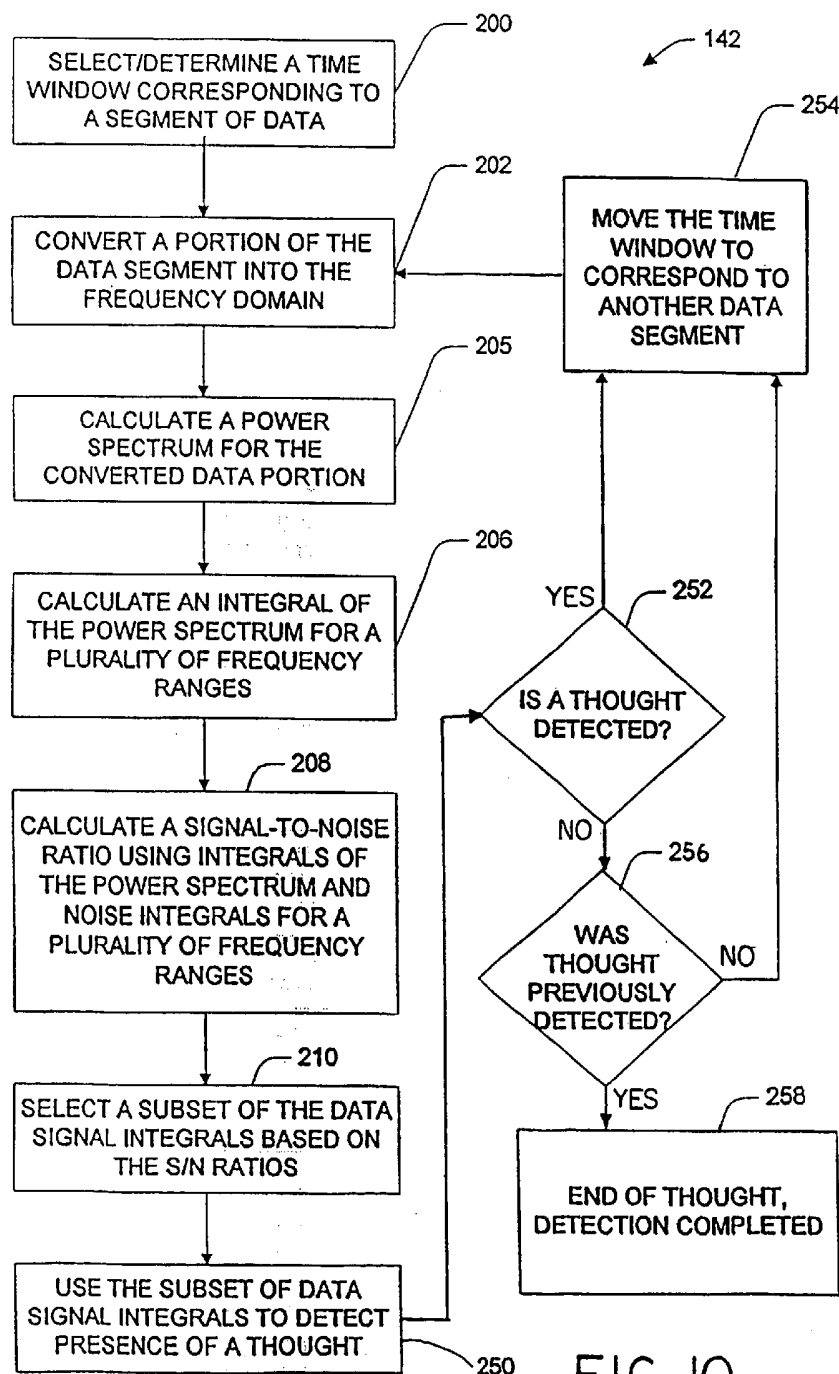 200
SELECT/DETERMINE A TIME
WINDOW CORRESPONDING TO
A SEGMENT OF DATA
202
CONVERT A PORTION OF THE
DATA SEGMENT INTO THE
FREQUENCY DOMAIN
205
CALCULATE A POWER
SPECTRUM FOR THE
CONVERTED DATA PORTION
206
CALCULATE AN INTEGRAL OF
THE POWER SPECTRUM FOR A
PLURALITY OF FREQUENCY
RANGES
208
CALCULATE A SIGNAL-TO-NOISE
RATIO USING INTEGRALS OF
THE POWER SPECTRUM AND
NOISE INTEGRALS FOR A
PLURALITY OF FREQUENCY
RANGES
210
SELECT A SUBSET OF THE DATA
SIGNAL INTEGRALS BASED ON
THE S/N RATIOS
USE THE SUBSET OF DATA
SIGNAL INTEGRALS TO DETECT
PRESENCE OF A THOUGHT
250
142
254
MOVE THE TIME
WINDOW TO
CORRESPOND TO
ANOTHER DATA
SEGMENT
YES
252
IS A THOUGHT
DETECTED?
NO
256
WAS
THOUGHT
PREVIOUSLY
DETECTED?
NO
YES
258
END OF THOUGHT,
DETECTION COMPLETED
FIG. 10